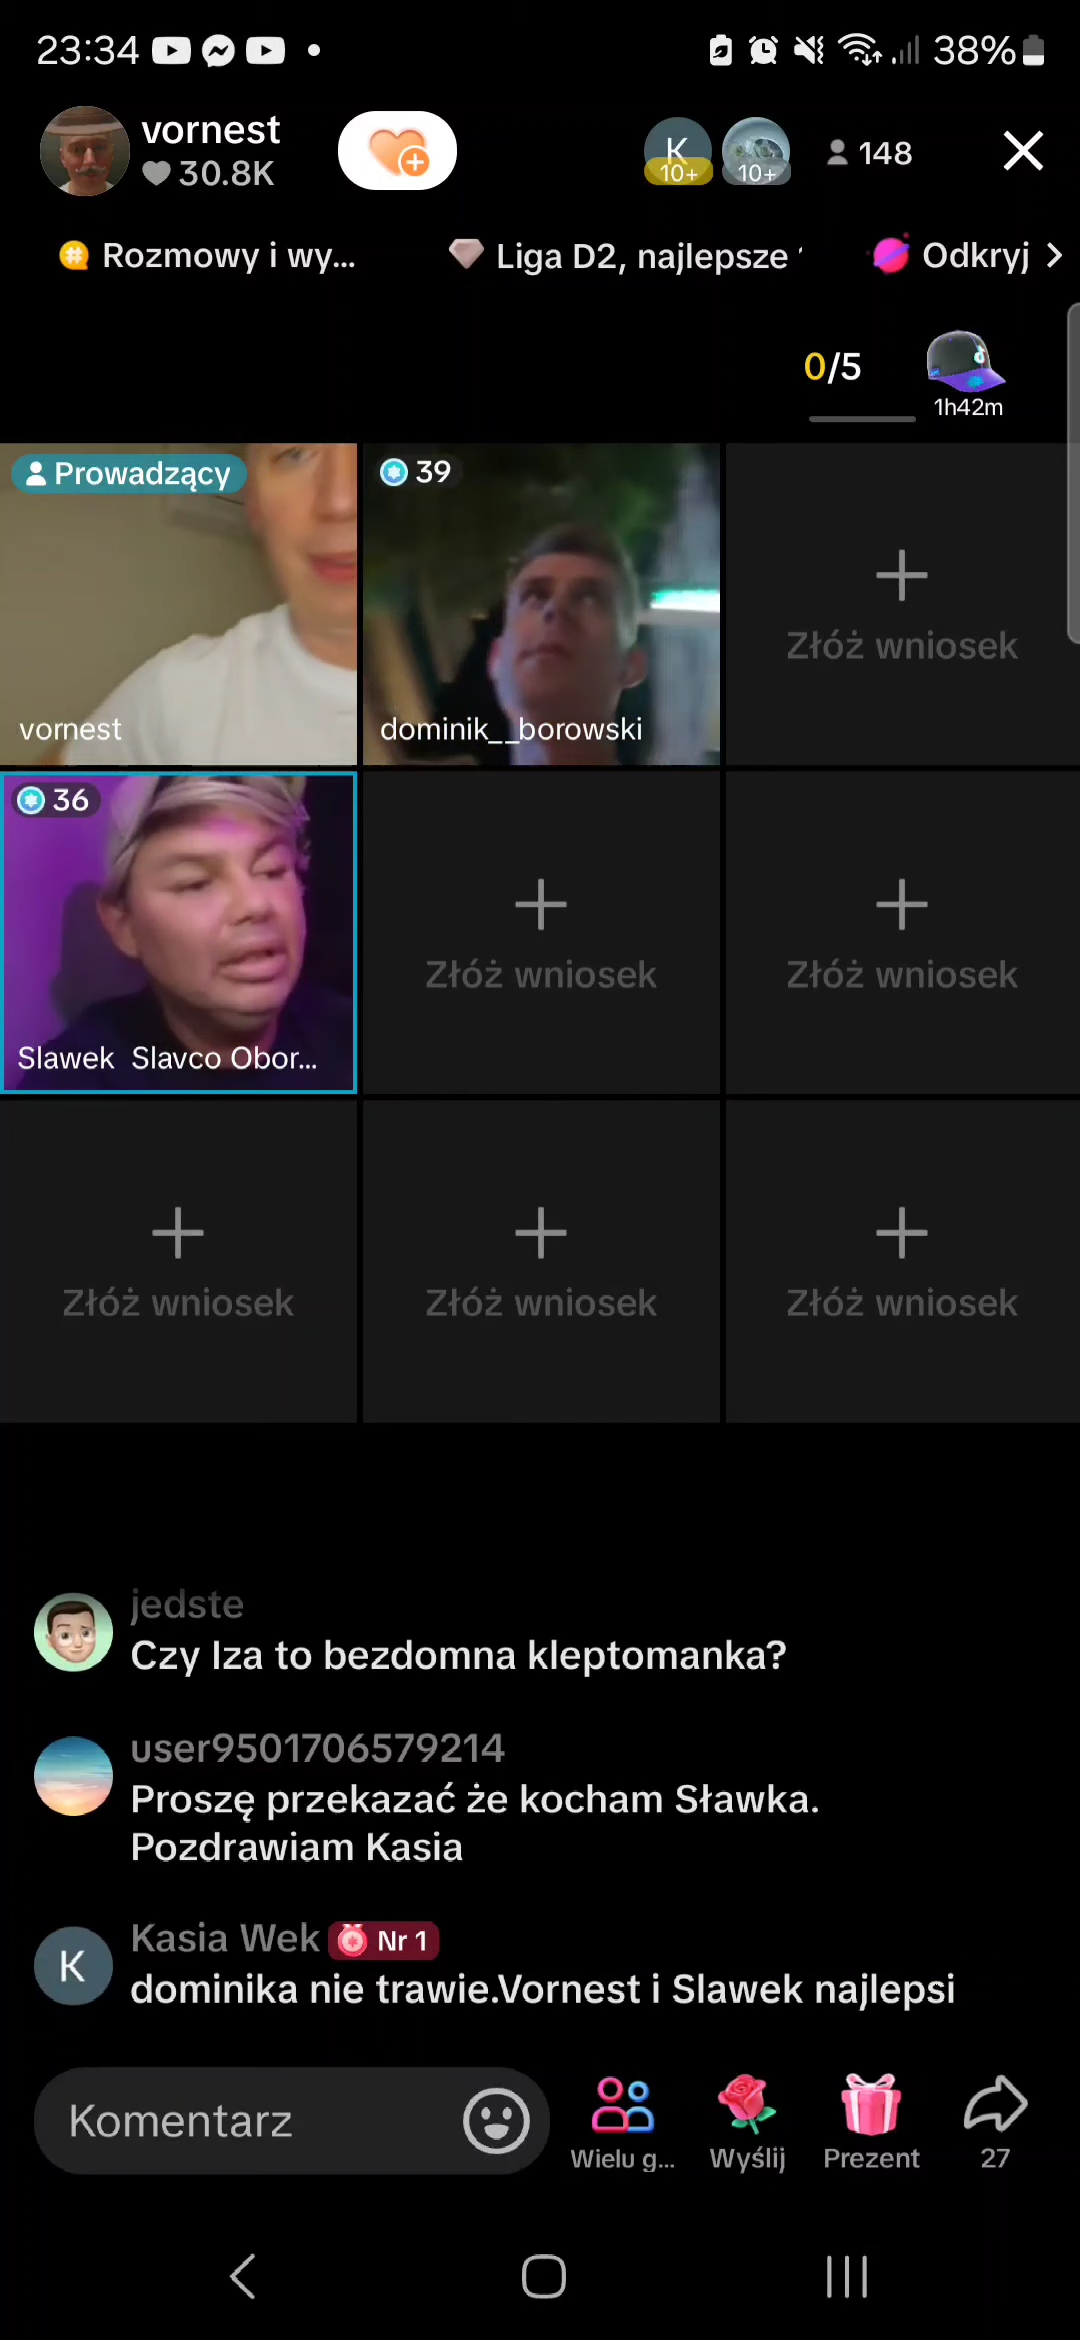 23:34
38%
vornest
30.8K
K
10+
10+
148
Rozmowy i wy...
Liga D2, najlepsze
Odkryj
0/5
1h42m
Prowadzący
vornest
39
dominik__borowski
Złóż wniosek
36
Slawek Slavco Obor...
Złóż wniosek
Złóż wniosek
Złóż wniosek
Złóż wniosek
Złóż wniosek
jedste
Czy Iza to bezdomna kleptomanka?
user9501706579214
Proszę przekazać że kocham Sławka.
Pozdrawiam Kasia
K
Kasia Wek Nr 1
dominika nie trawie.Vornest i Slawek najlepsi
Komentarz
Wielu g...
Wyślij
Prezent
27